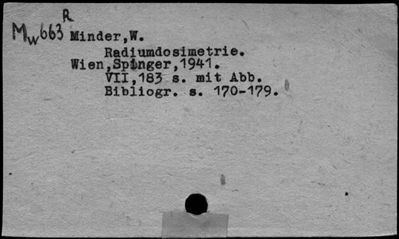 R
Mw663
Minder,W.
Radiumdosimetrie.
Wien,Spinger,1941.
VII,183 s. mit Abb.
Bibliogr. s. 170-179.